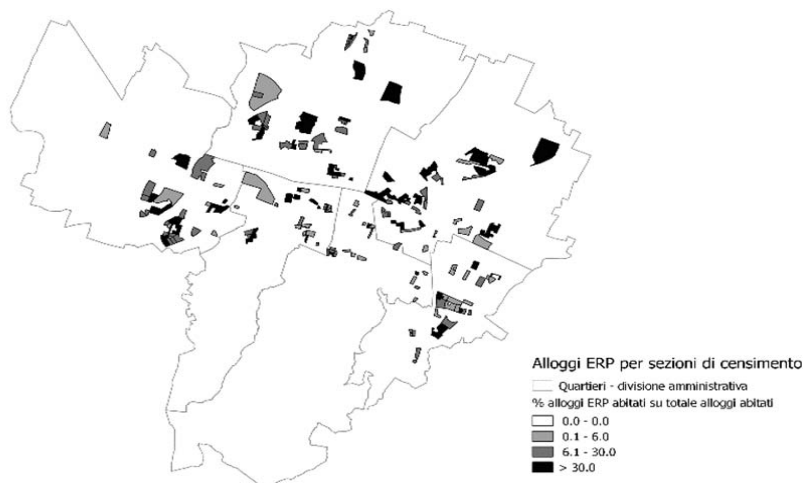 Alloggi ERP per sezioni di censimento
Quartieri - divisione amministrativa
% alloggi ERP abitati su totale alloggi abitati
0.0 - 0.0
0.1 - 6.0
6.1 - 30.0
> 30.0